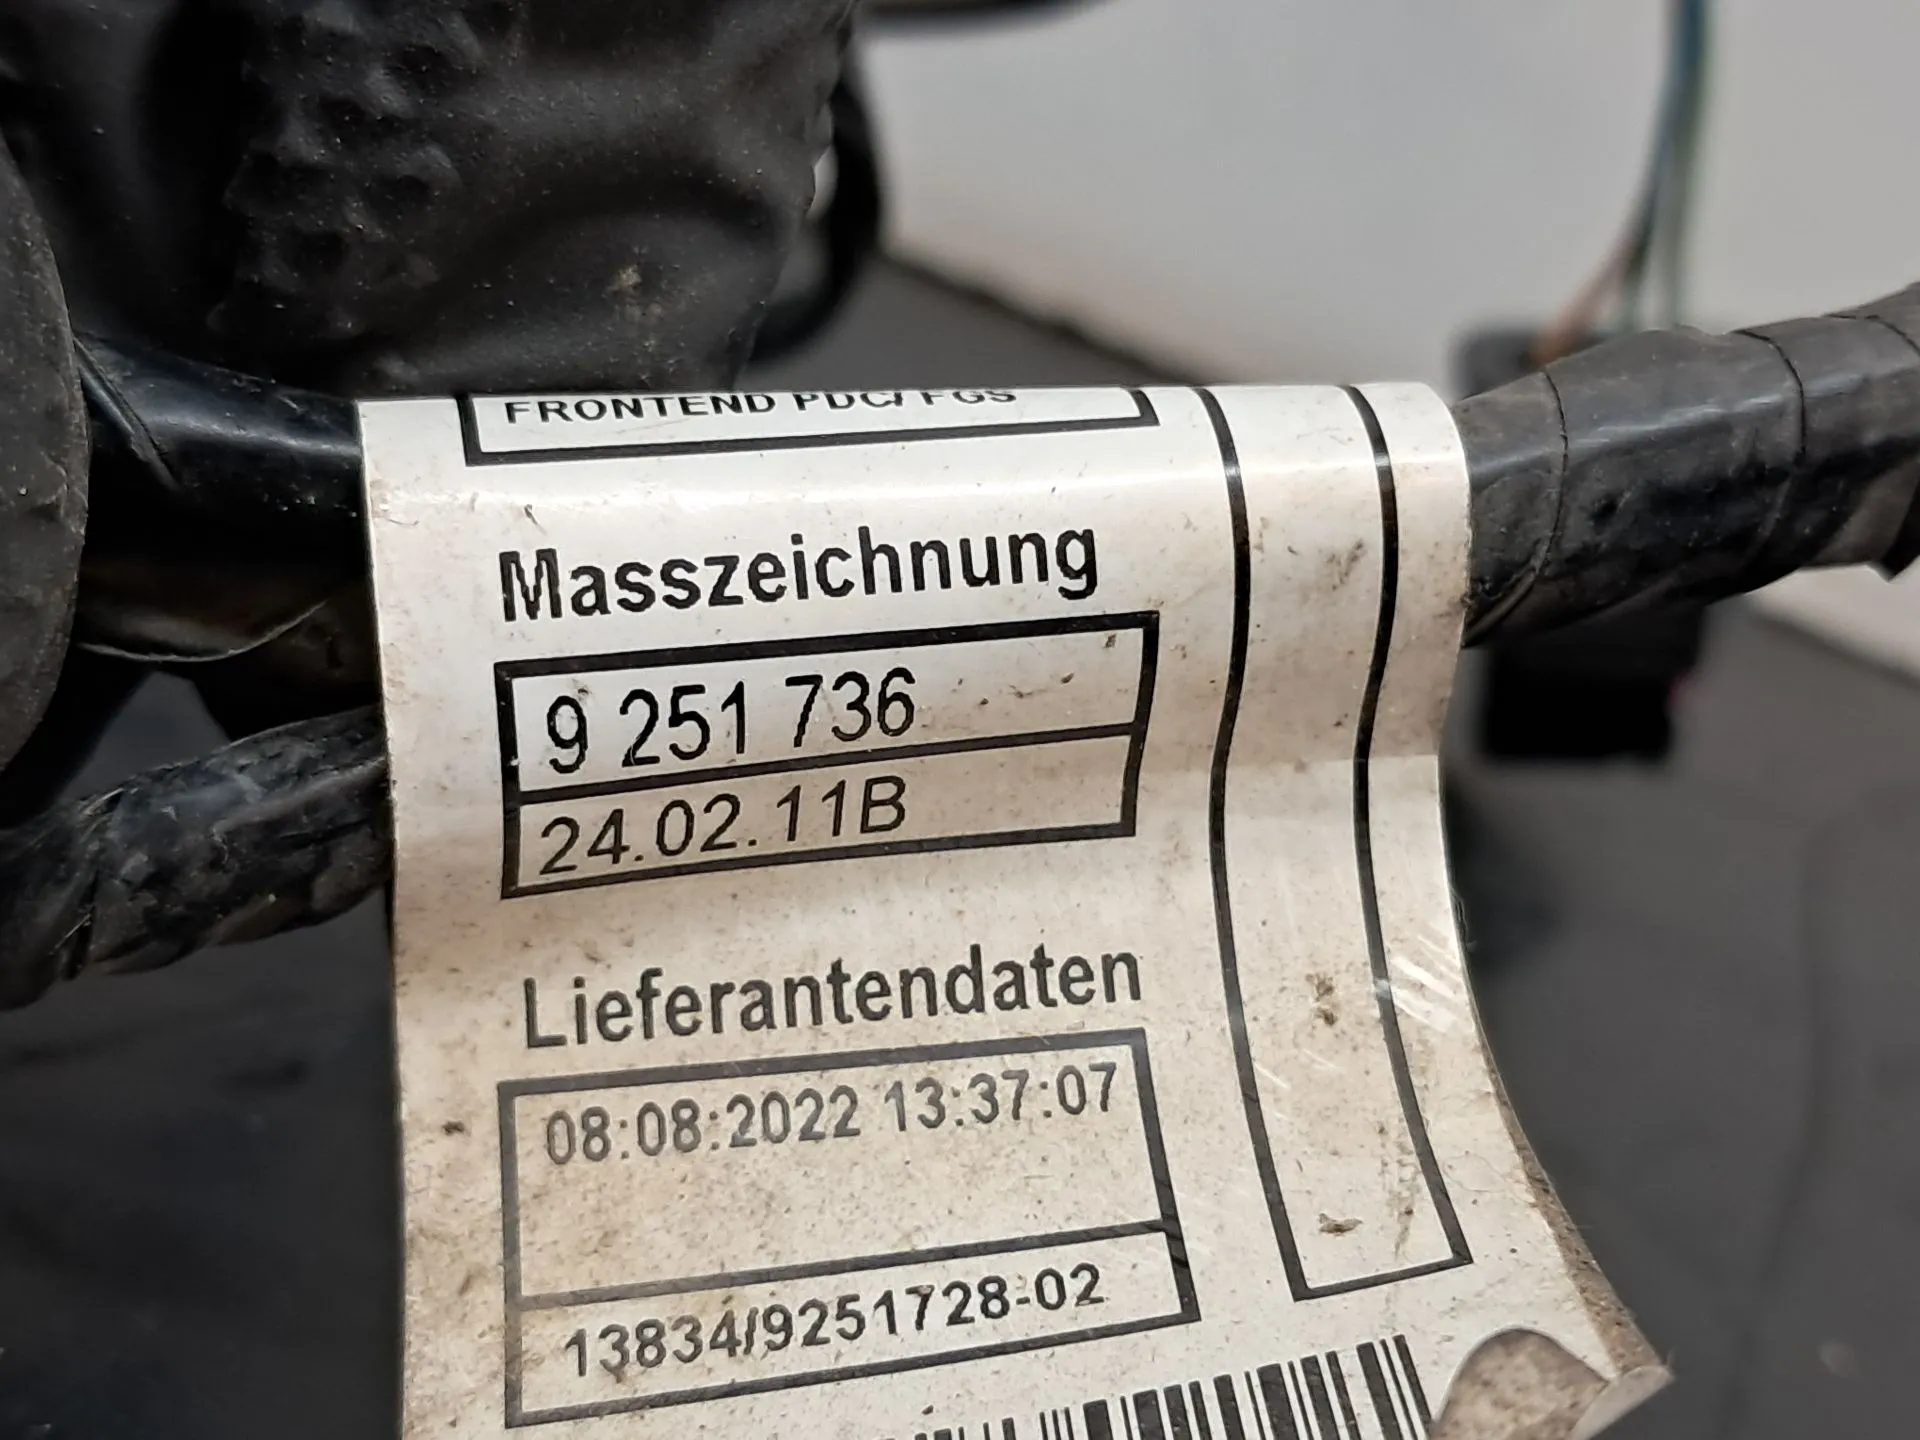 FRONTEND PDC/FGS
Masszeichnung
9 251 736
24.02.11B
Lieferantendaten
08:08:2022 13:37:07
13834/9251728-02